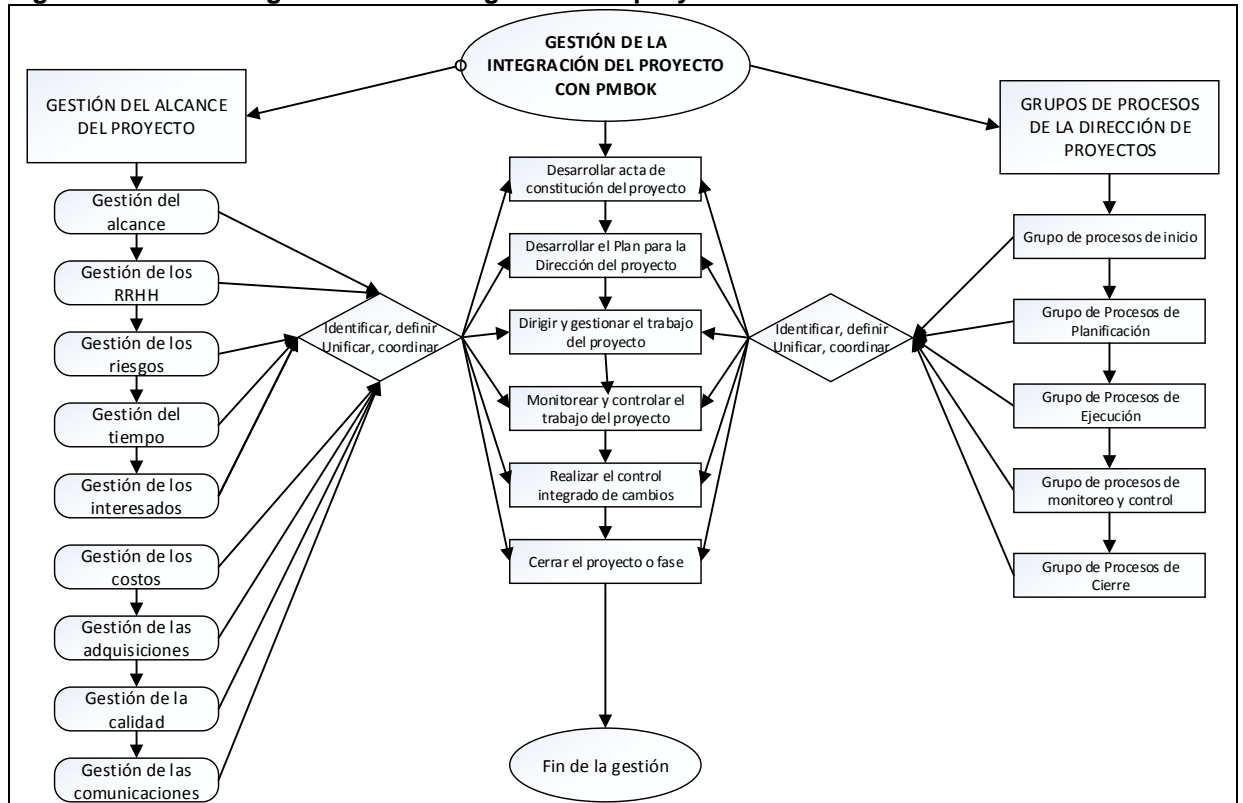 GESTIÓN DE LA
INTEGRACIÓN DEL PROYECTO
CON PMBOK
GESTIÓN DEL ALCANCE
DEL PROYECTO
GRUPOS DE PROCESOS
DE LA DIRECCIÓN DE
PROYECTOS
Gestión del
alcance
Gestión de los
RRHH
Gestión de los
riesgos
Gestión del
tiempo
Gestión de los
interesados
Gestión de los
costos
Gestión de las
adquisiciones
Gestión de la
calidad
Gestión de las
comunicaciones
Identificar, definir
Unificar, coordinar
Desarrollar acta de
constitución del proyecto
Desarrollar el Plan para la
Dirección del proyecto
Dirigir y gestionar el trabajo
del proyecto
Monitorear y controlar el
trabajo del proyecto
Realizar el control
integrado de cambios
Cerrar el proyecto o fase
Fin de la gestión
Identificar, definir
Unificar, coordinar
Grupo de procesos de inicio
Grupo de Procesos de
Planificación
Grupo de Procesos de
Ejecución
Grupo de procesos de
monitoreo y control
Grupo de Procesos de
Cierre